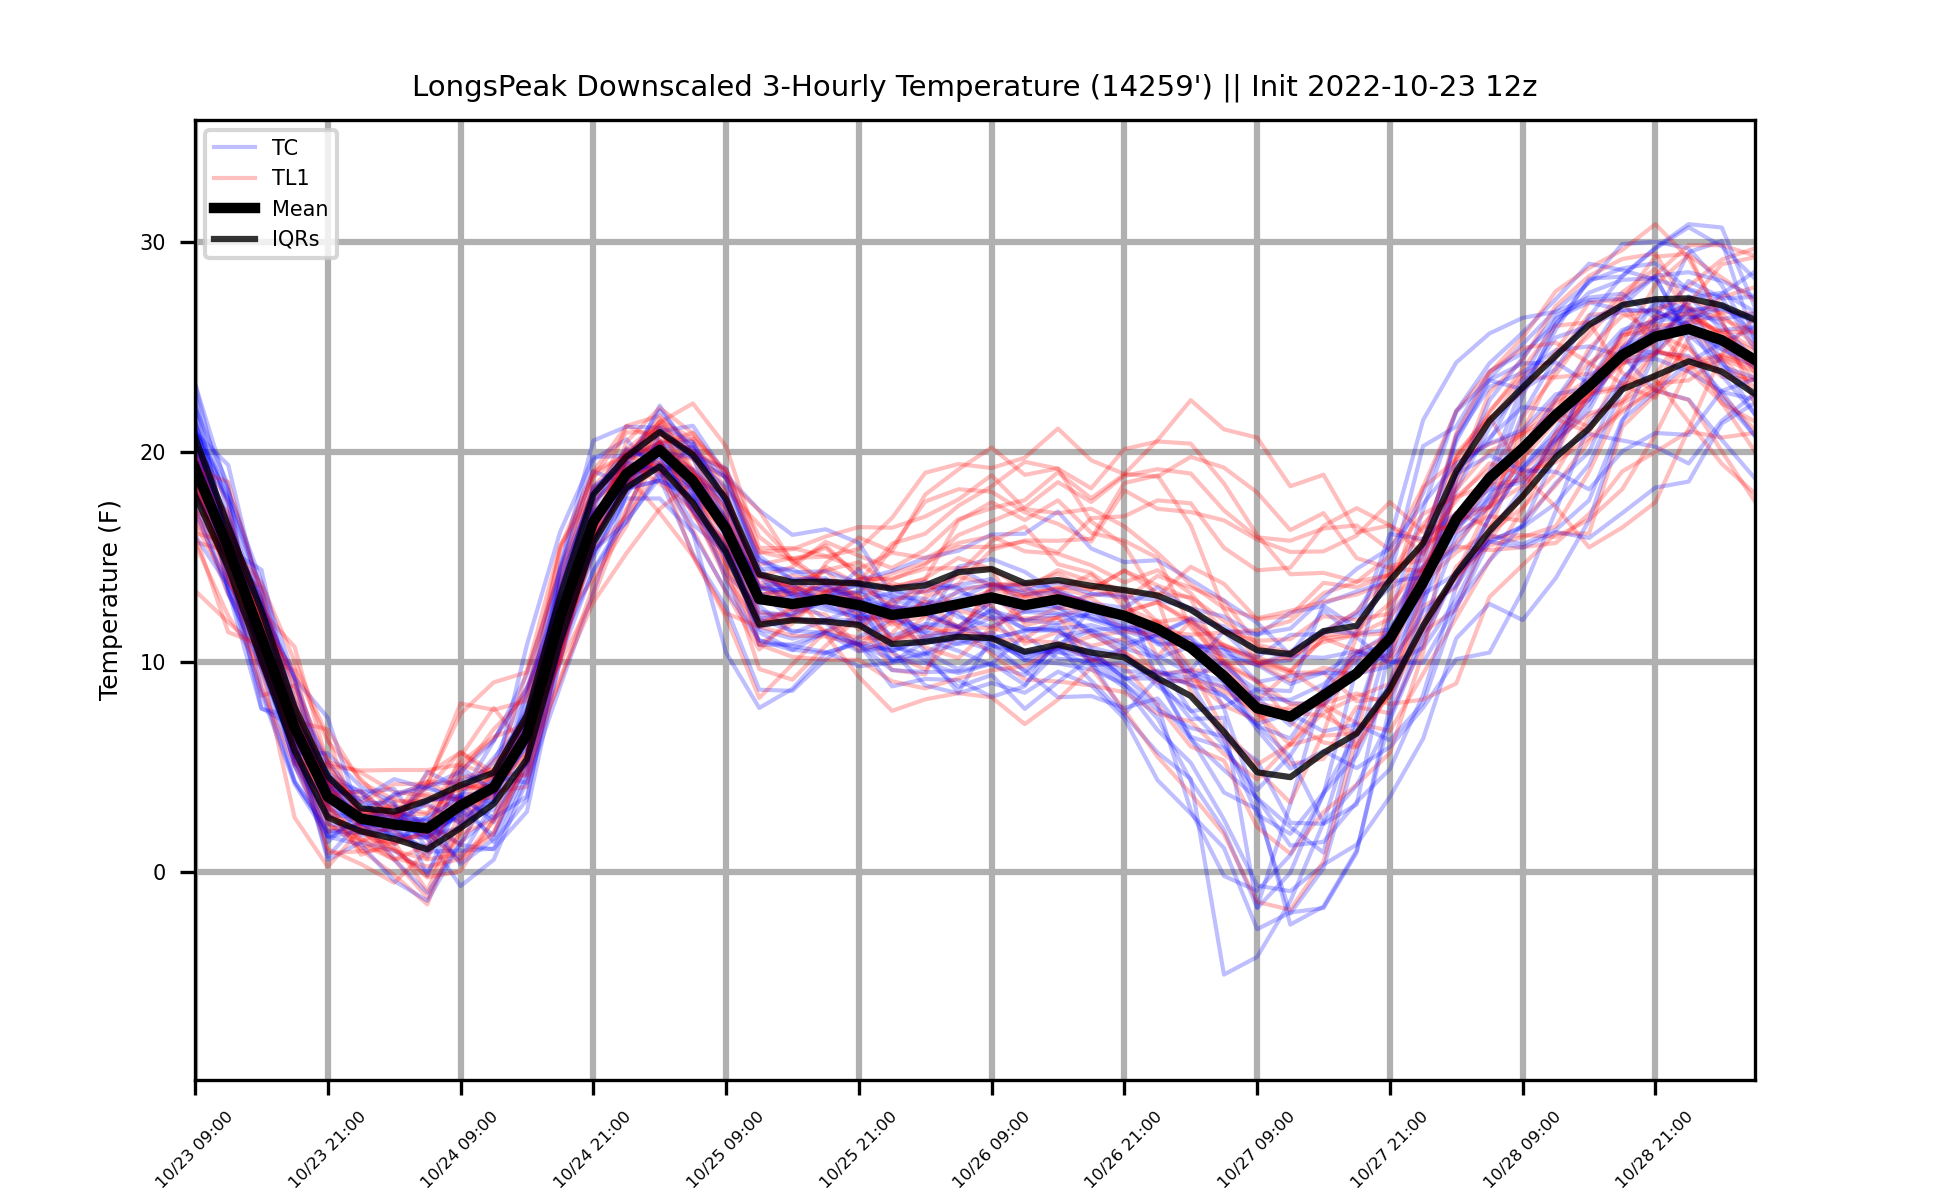 LongsPeak Downscaled 3-Hourly Temperature (14259') || Init 2022-10-23 12z
TC
TL1
Mean
IQRs
Temperature (F)
30
20
10
0
10/23 09:00
10/23 21:00
10/24 09:00
10/24 21:00
10/25 09:00
10/25 21:00
10/26 09:00
10/26 21:00
10/27 09:00
10/27 21:00
10/28 09:00
10/28 21:00